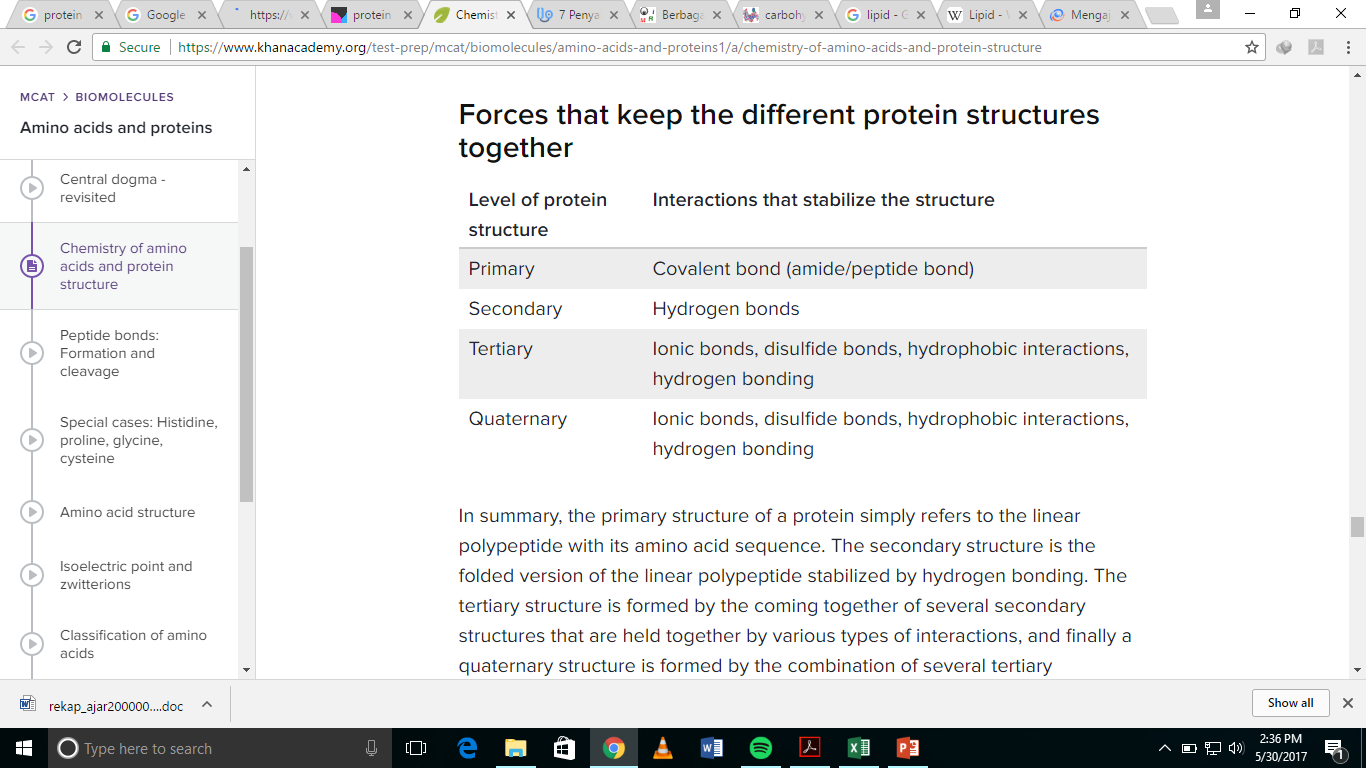 protein
Google
https://
protein
Chemist
7 Penya
Berbaga
carbohy
lipid - G
Lipid - W
Mengaj
Secure
https://www.khanacademy.org/test-prep/mcat/biomolecules/amino-acids-and-proteins1/a/chemistry-of-amino-acids-and-protein-structure
MCAT > BIOMOLECULES
Amino acids and proteins
Central dogma -
revisited
Chemistry of amino
acids and protein
structure
Peptide bonds:
Formation and
cleavage
Special cases: Histidine,
proline, glycine,
cysteine
Amino acid structure
Isoelectric point and
zwitterions
Classification of amino
acids
Forces that keep the different protein structures
together
Level of protein
structure
Interactions that stabilize the structure
Primary
Covalent bond (amide/peptide bond)
Secondary
Hydrogen bonds
Tertiary
Ionic bonds, disulfide bonds, hydrophobic interactions,
hydrogen bonding
Quaternary
Ionic bonds, disulfide bonds, hydrophobic interactions,
hydrogen bonding
In summary, the primary structure of a protein simply refers to the linear
polypeptide with its amino acid sequence. The secondary structure is the
folded version of the linear polypeptide stabilized by hydrogen bonding. The
tertiary structure is formed by the coming together of several secondary
structures that are held together by various types of interactions, and finally a
quaternary structure is formed by the combination of several tertiary
rekap_ajar200000....doc
Show all
Type here to search
2:36 PM
5/30/2017
1